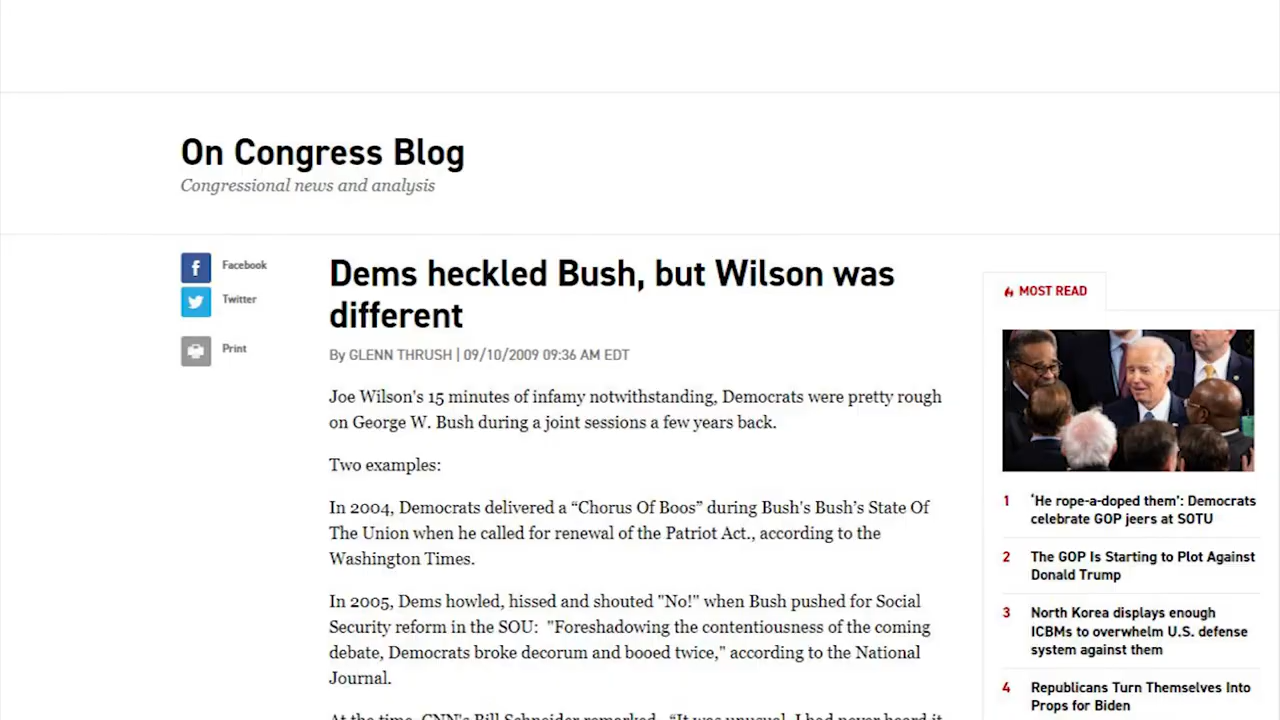 On Congress Blog
Congressional news and analysis
Facebook
Twitter
Print
Dems heckled Bush, but Wilson was
different
By GLENN THRUSH | 09/10/2009 09:36 AM EDT
Joe Wilson's 15 minutes of infamy notwithstanding, Democrats were pretty rough
on George W. Bush during a joint sessions a few years back.
Two examples:
In 2004, Democrats delivered a “Chorus Of Boos” during Bush's Bush’s State Of
The Union when he called for renewal of the Patriot Act., according to the
Washington Times.
In 2005, Dems howled, hissed and shouted "No!" when Bush pushed for Social
Security reform in the SOU:  "Foreshadowing the contentiousness of the coming
debate, Democrats broke decorum and booed twice," according to the National
Journal.
At the time, CNN's Bill Schneider remarked, “It was unusual. I had never heard it
MOST READ
1 ‘He rope-a-doped them’: Democrats
celebrate GOP jeers at SOTU
2 The GOP Is Starting to Plot Against
Donald Trump
3 North Korea displays enough
ICBMs to overwhelm U.S. defense
system against them
4 Republicans Turn Themselves Into
Props for Biden